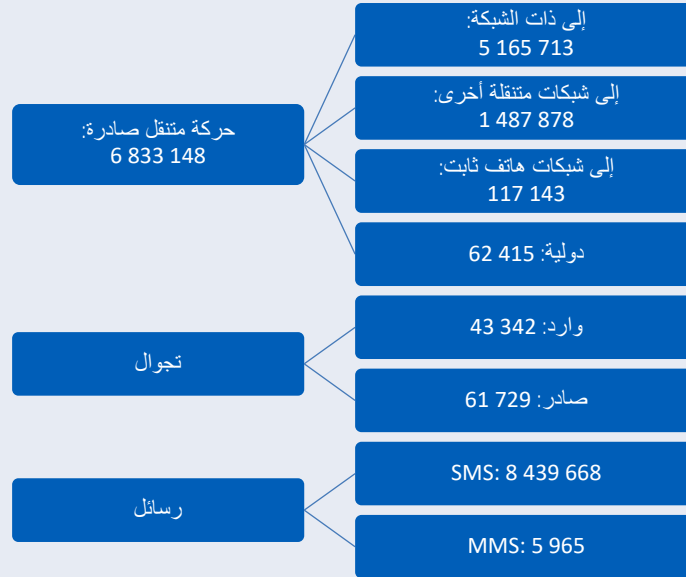 حركة متنقل صادرة:
6 833 148
إلى ذات الشبكة:
5 165 713
إلى شبكات متنقلة أخرى:
1 487 878
إلى شبكات هاتف ثابت:
117 143
دولية: 62 415
تجوال
وارد: 43 342
صادر: 61 729
رسائل
SMS: 8 439 668
MMS: 5 965